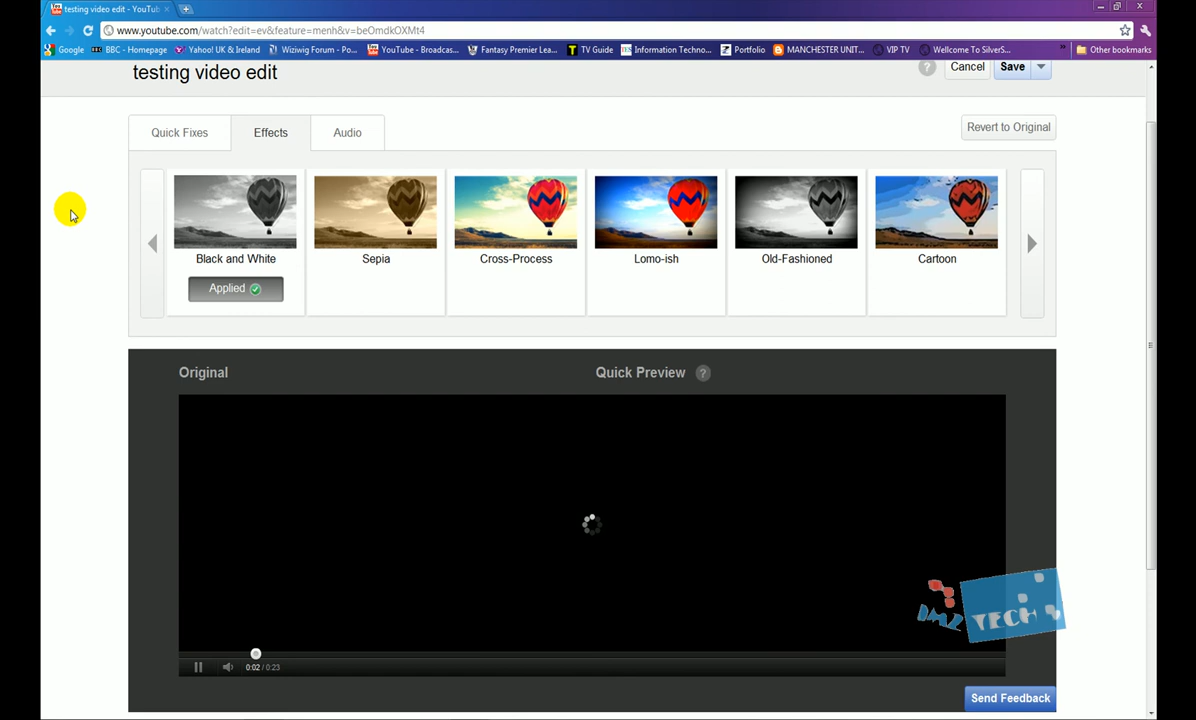 testing video edit - YouTub
www.youtube.com/watch?edit=ev&feature=menh&v=beOmdkOXMt4
Google BBC - Homepage Yahoo! UK & Ireland Wiziwig Forum - Po... YouTube - Broadcas... Fantasy Premier Lea... TV Guide Information Techno... Portfolio MANCHESTER UNIT... VIP TV Wellcome To SilverS... » Other bookmarks
testing video edit
? Cancel Save
Quick Fixes Effects Audio Revert to Original
Black and White Sepia Cross-Process Lomo-ish Old-Fashioned Cartoon
Applied
Original Quick Preview ?
IMZ TECH
0:02 / 0:23
Send Feedback